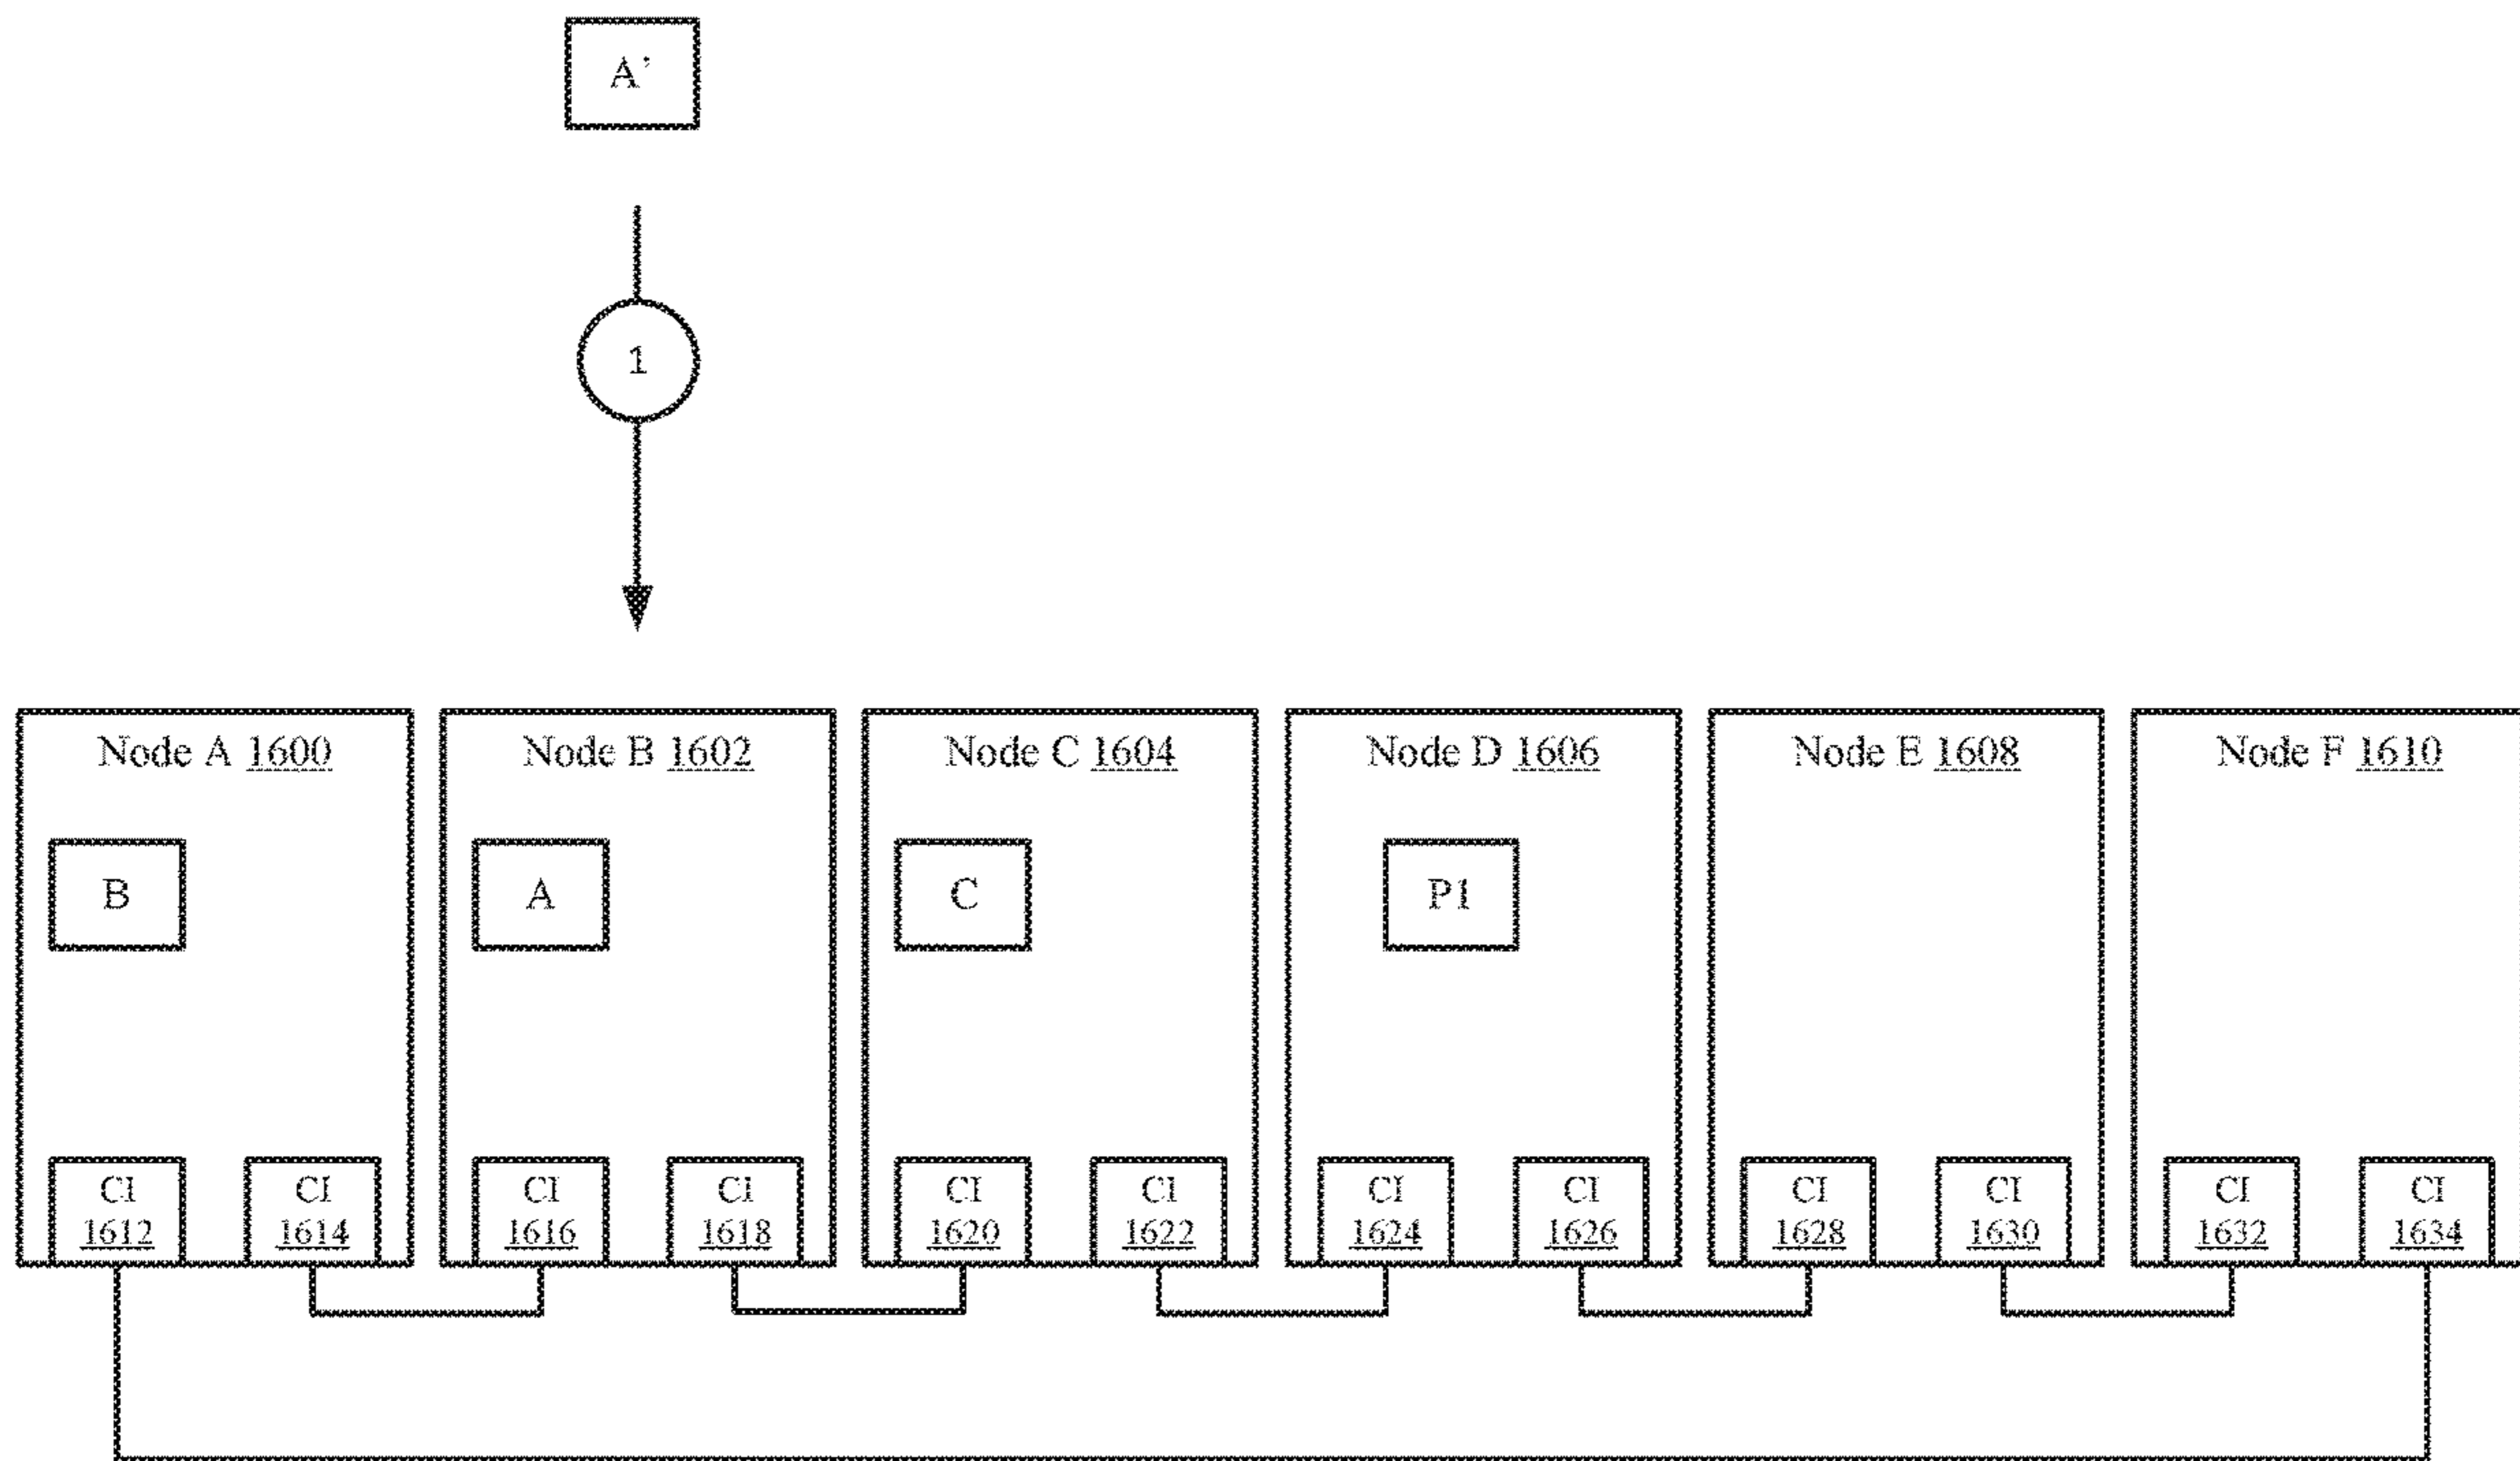 A'
1
Node A 1600
Node B 1602
Node C 1604
Node D 1606
Node E 1608
Node F 1610
B
A
C
P1
CI
1612
CI
1614
CI
1616
CI
1618
CI
1620
CI
1622
CI
1624
CI
1626
CI
1628
CI
1630
CI
1632
CI
1634